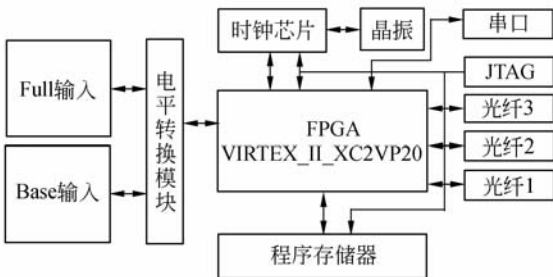 时钟芯片
晶振
串口
JTAG
Full输入
电平转换模块
FPGA
VIRTEX_II_XC2VP20
光纤3
光纤2
光纤1
Base输入
程序存储器